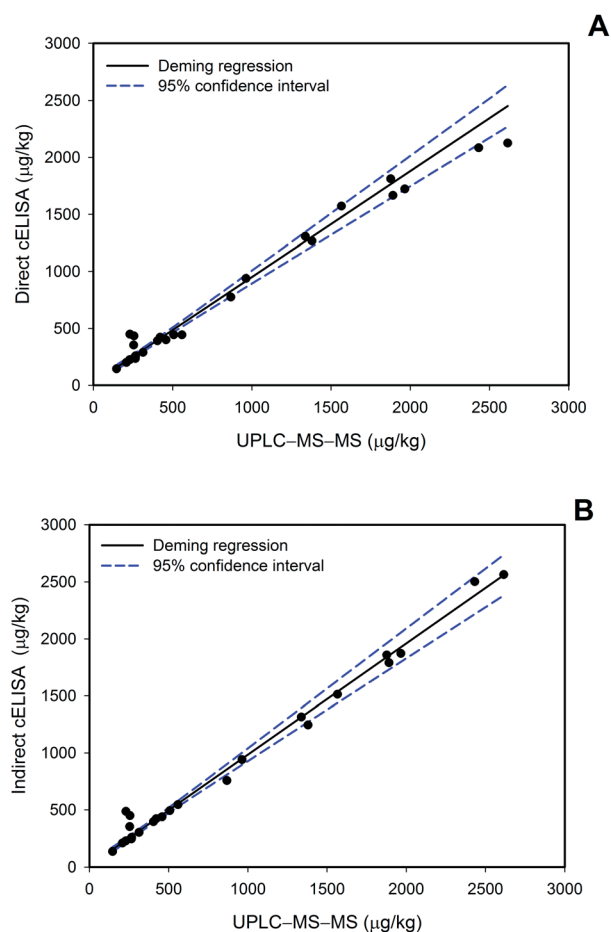 A
3000
2500
2000
1500
1000
500
0
Direct cELISA (μg/kg)
Deming regression
95% confidence interval
0 500 1000 1500 2000 2500 3000
UPLC–MS–MS (μg/kg)
B
3000
2500
2000
1500
1000
500
0
Indirect cELISA (μg/kg)
Deming regression
95% confidence interval
0 500 1000 1500 2000 2500 3000
UPLC–MS–MS (μg/kg)